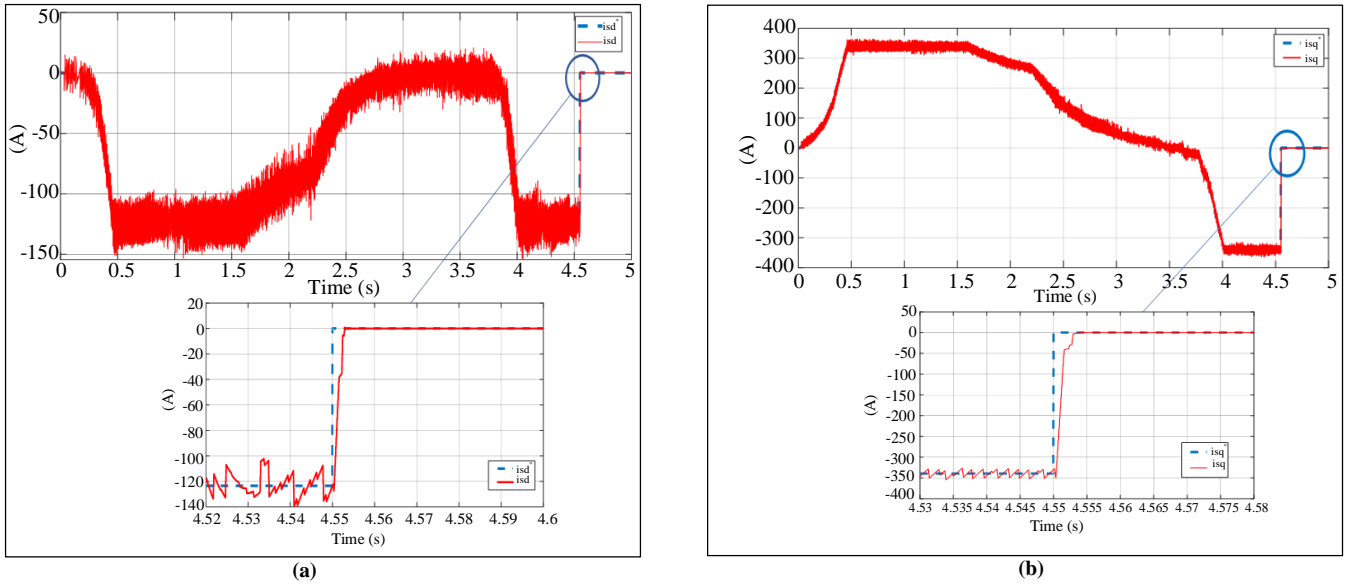 50
0
-50
-100
-150
(A)
isd*
isd
0 0.5 1 1.5 2 2.5 3 3.5 4 4.5 5
Time (s)
20
0
-20
-40
-60
-80
-100
-120
-140
(A)
isd*
isd
4.52 4.53 4.54 4.55 4.56 4.57 4.58 4.59 4.6
Time (s)
(a)
400
300
200
100
0
-100
-200
-300
-400
(A)
isq*
isq
0 0.5 1 1.5 2 2.5 3 3.5 4 4.5 5
Time (s)
50
0
-50
-100
-150
-200
-250
-300
-350
-400
(A)
isq*
isq
4.53 4.535 4.54 4.545 4.55 4.555 4.56 4.565 4.57 4.575 4.58
Time (s)
(b)